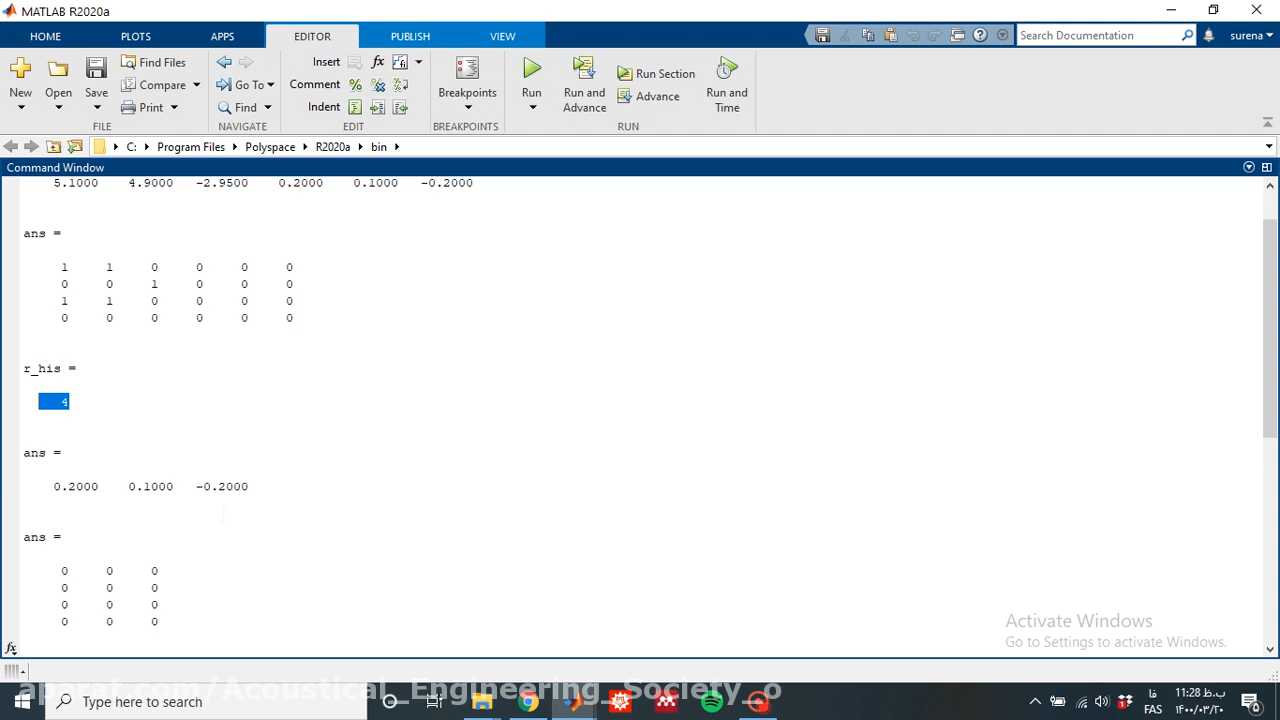 MATLAB R2020a
HOME PLOTS APPS EDITOR PUBLISH VIEW Search Documentation surena
New Open Save Find Files Compare Print Go To Find Insert Comment Indent fx Breakpoints Run Run and Advance Run Section Advance Run and Time
FILE NAVIGATE EDIT BREAKPOINTS RUN
C: Program Files Polyspace R2020a bin
Command Window
5.1000 4.9000 -2.9500 0.2000 0.1000 -0.2000
ans =
1 1 0 0 0 0
0 0 1 0 0 0
1 1 0 0 0 0
0 0 0 0 0 0
r_his =
4
ans =
0.2000 0.1000 -0.2000
ans =
0 0 0
0 0 0
0 0 0
0 0 0
fx
Activate Windows
Go to Settings to activate Windows.
aparat.com/Acoustical_Engineering_Society_o
Type here to search
فا
FAS
11:28 ب.ظ
۱۴۰۰/۰۳/۲۰